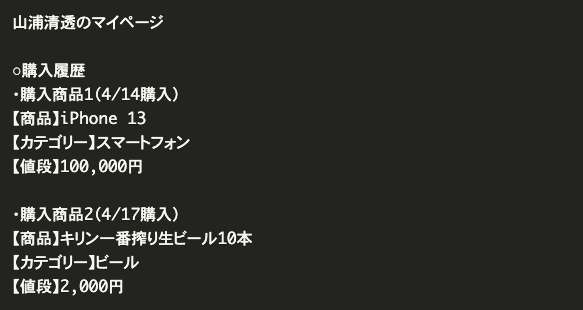 山浦清透のマイページ
○購入履歴
・購入商品1(4/14購入)
【商品】iPhone 13
【カテゴリー】スマートフォン
【値段】100,000円
・購入商品2(4/17購入)
【商品】キリン一番搾り生ビール10本
【カテゴリー】ビール
【値段】2,000円